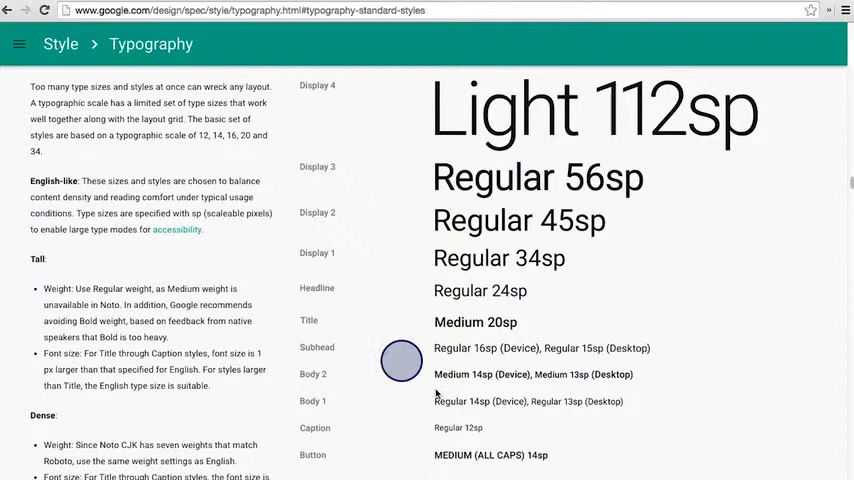 www.google.com/design/spec/style/typography.html#typography-standard-styles
Style > Typography
Too many type sizes and styles at once can wreck any layout.
A typographic scale has a limited set of type sizes that work
well together along with the layout grid. The basic set of
styles are based on a typographic scale of 12, 14, 16, 20 and
34.
English-like: These sizes and styles are chosen to balance
content density and reading comfort under typical usage
conditions. Type sizes are specified with sp (scaleable pixels)
to enable large type modes for accessibility.
Tall:
• Weight: Use Regular weight, as Medium weight is
unavailable in Noto. In addition, Google recommends
avoiding Bold weight, based on feedback from native
speakers that Bold is too heavy.
• Font size: For Title through Caption styles, font size is 1
px larger than that specified for English. For styles larger
than Title, the English type size is suitable.
Dense:
• Weight: Since Noto CJK has seven weights that match
Roboto, use the same weight settings as English.
• Font size: For Title through Caption styles, the font size is
Display 4 Light 112sp
Display 3 Regular 56sp
Display 2 Regular 45sp
Display 1 Regular 34sp
Headline Regular 24sp
Title Medium 20sp
Subhead Regular 16sp (Device), Regular 15sp (Desktop)
Body 2 Medium 14sp (Device), Medium 13sp (Desktop)
Body 1 Regular 14sp (Device), Regular 13sp (Desktop)
Caption Regular 12sp
Button MEDIUM (ALL CAPS) 14sp